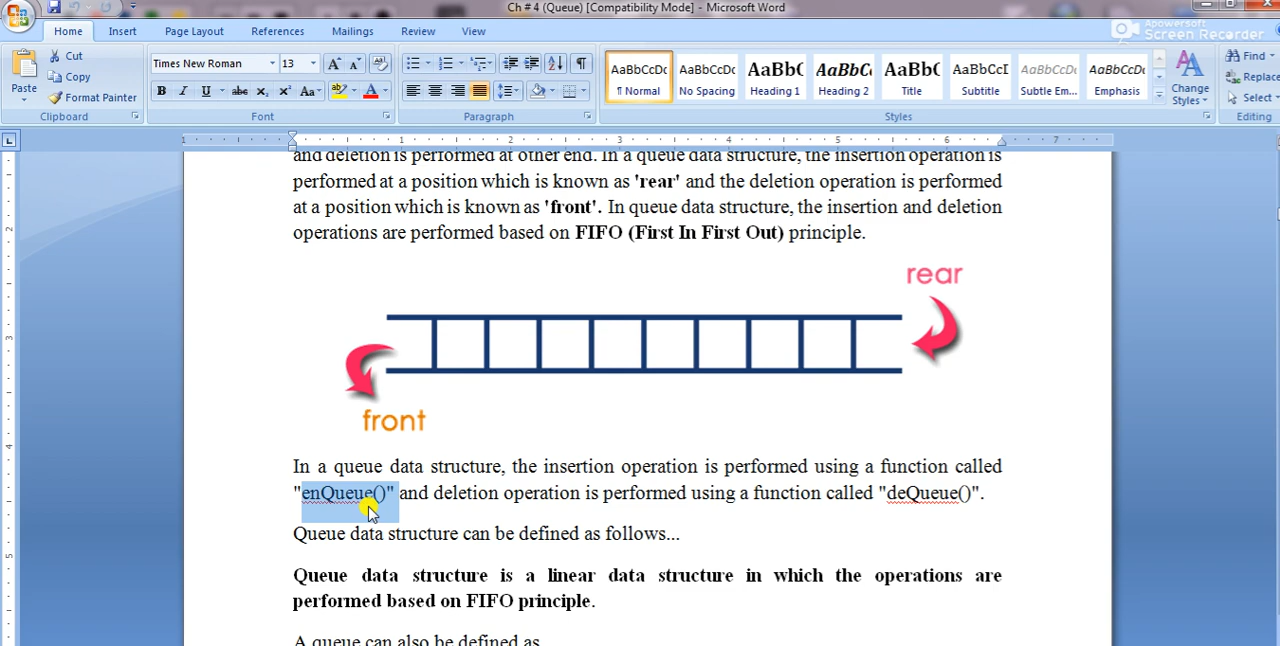 Ch # 4 (Queue) [Compatibility Mode] - Microsoft Word
Home Insert Page Layout References Mailings Review View
Apowersoft
Screen Recorder
Paste
Cut
Copy
Format Painter
Clipboard
Times New Roman 13
Font
Paragraph
AaBbCcDc AaBbCcDc AaBbC AaBbC AaBbC AaBbCcI AaBbCcDc AaBbCcDc
¶ Normal No Spacing Heading 1 Heading 2 Title Subtitle Subtle Em... Emphasis
Change
Styles
Styles
Find
Replace
Select
Editing
and deletion is performed at other end. In a queue data structure, the insertion operation is
performed at a position which is known as 'rear' and the deletion operation is performed
at a position which is known as 'front'. In queue data structure, the insertion and deletion
operations are performed based on FIFO (First In First Out) principle.
rear
front
In a queue data structure, the insertion operation is performed using a function called
"enQueue()" and deletion operation is performed using a function called "deQueue()".
Queue data structure can be defined as follows...
Queue data structure is a linear data structure in which the operations are
performed based on FIFO principle.
A queue can also be defined as